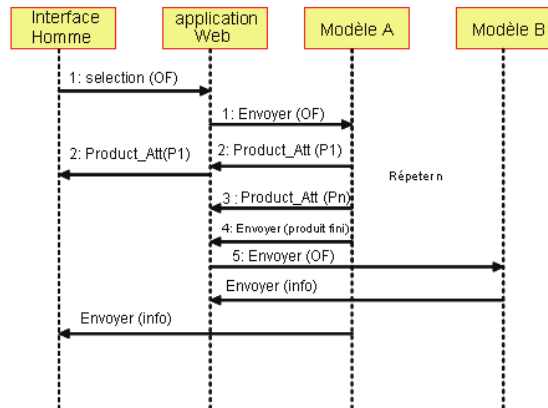 Interface
Homme
application
Web
Modèle A
Modèle B
1: selection (OF)
1: Envoyer (OF)
2: Product_Att(P1)
2: Product_Att (P1)
Répeter n
3 : Product_Att (Pn)
4: Envoyer (produit fini)
5: Envoyer (OF)
Envoyer (info)
Envoyer (info)